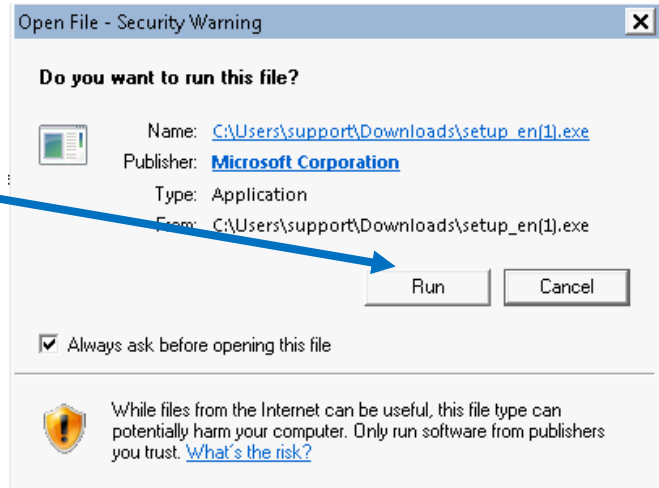 Open File - Security Warning
Do you want to run this file?
Name: C:\Users\support\Downloads\setup_en(1).exe
Publisher: Microsoft Corporation
Type: Application
From: C:\Users\support\Downloads\setup_en(1).exe
Run Cancel
Always ask before opening this file
While files from the Internet can be useful, this file type can
potentially harm your computer. Only run software from publishers
you trust. What's the risk?